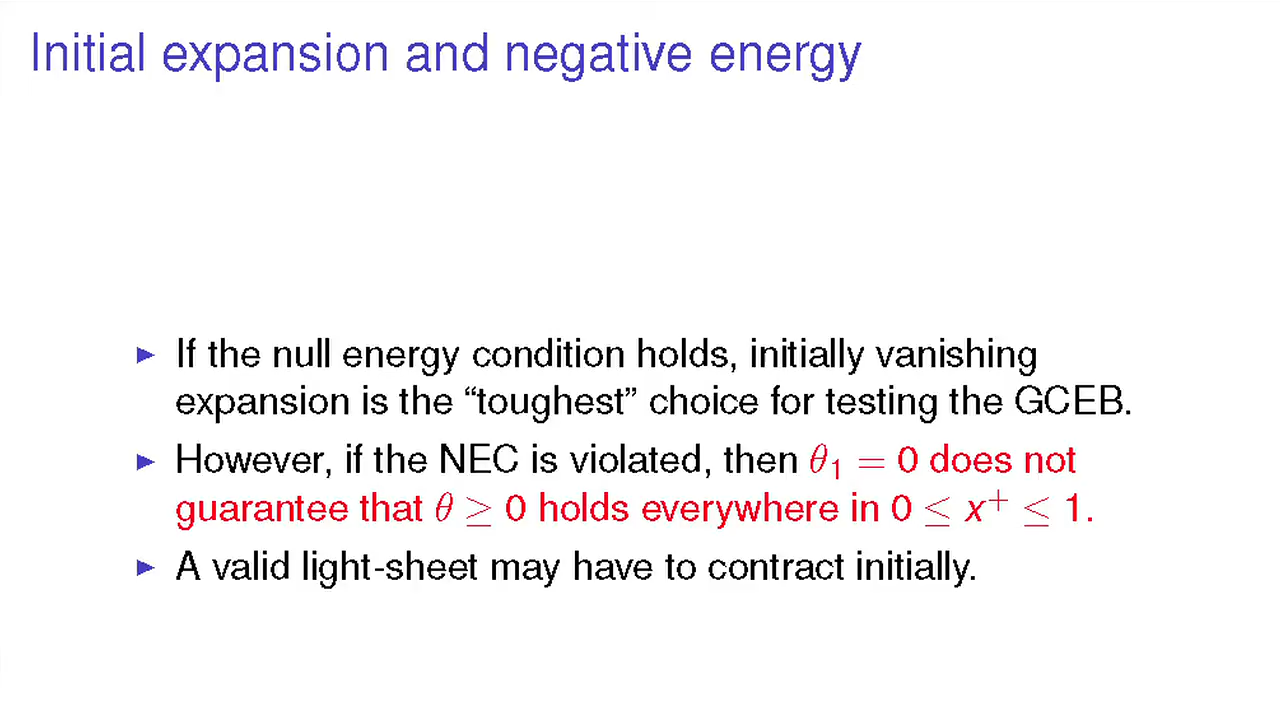 Initial expansion and negative energy
▶ If the null energy condition holds, initially vanishing
expansion is the “toughest” choice for testing the GCEB.
▶ However, if the NEC is violated, then θ₁ = 0 does not
guarantee that θ ≥ 0 holds everywhere in 0 ≤ x⁺ ≤ 1.
▶ A valid light-sheet may have to contract initially.